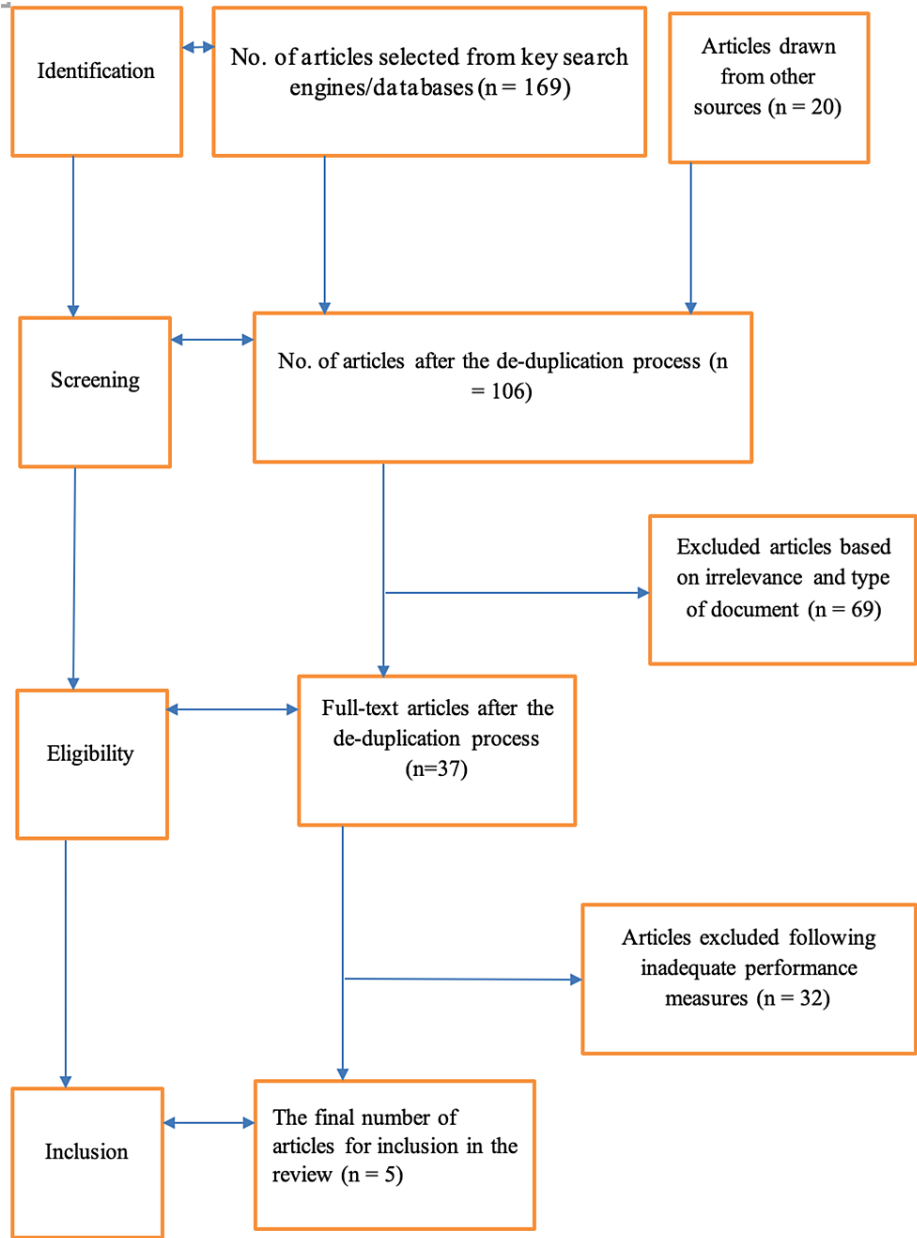 Identification
No. of articles selected from key search
engines/databases (n = 169)
Articles drawn
from other
sources (n = 20)
Screening
No. of articles after the de-duplication process (n
= 106)
Excluded articles based
on irrelevance and type
of document (n = 69)
Eligibility
Full-text articles after the
de-duplication process
(n=37)
Articles excluded following
inadequate performance
measures (n = 32)
Inclusion
The final number of
articles for inclusion in the
review (n = 5)